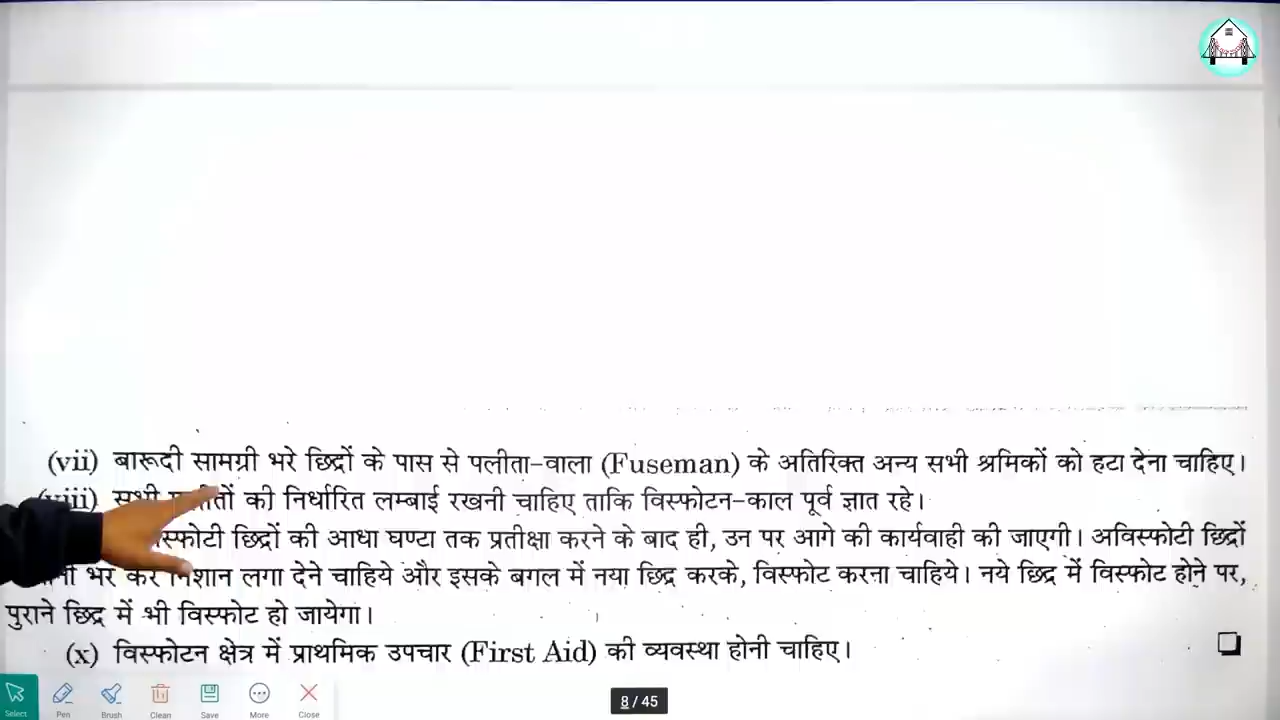 (vii) बारूदी सामग्री भरे छिद्रों के पास से पलीता-वाला (Fuseman) के अतिरिक्त अन्य सभी श्रमिकों को हटा देना चाहिए।
(viii) सभी की निर्धारित लम्बाई रखनी चाहिए ताकि विस्फोटन-काल पूर्व ज्ञात रहे।
छिद्रों की आधा घण्टा तक प्रतीक्षा करने के बाद ही, उन पर आगे की कार्यवाही की जाएगी। अविस्फोटी छिद्रों
भर कर निशान लगा देने चाहिये और इसके बगल में नया छिद्र करके, विस्फोट करना चाहिये। नये छिद्र में विस्फोट होने पर,
पुराने छिद्र में भी विस्फोट हो जायेगा।
(x) विस्फोटन क्षेत्र में प्राथमिक उपचार (First Aid) की व्यवस्था होनी चाहिए।
Select Pen Brush Clean Save More Close
8 / 45